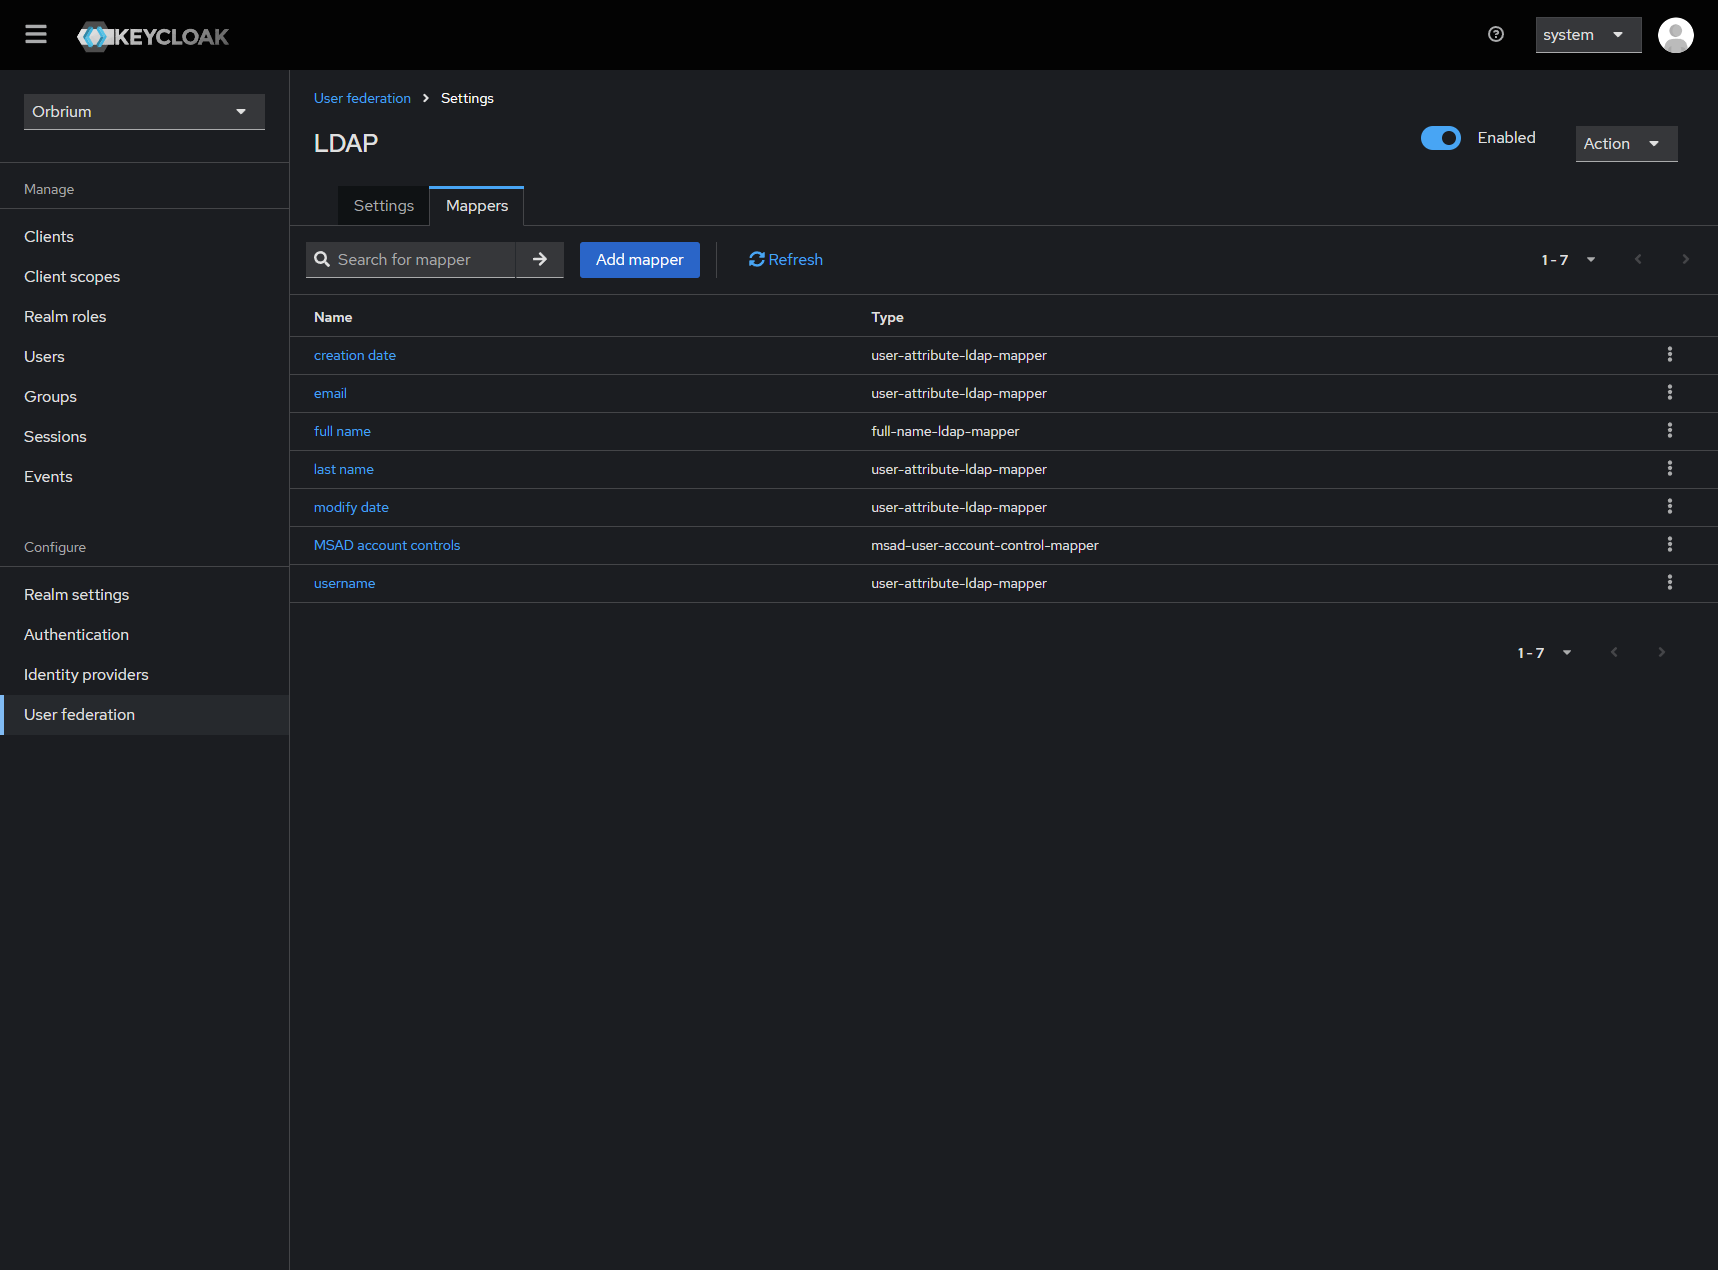 KEYCLOAK
system
Orbrium
Manage
Clients
Client scopes
Realm roles
Users
Groups
Sessions
Events
Configure
Realm settings
Authentication
Identity providers
User federation
User federation > Settings
LDAP
Enabled
Action
Settings Mappers
Search for mapper Add mapper Refresh 1 - 7
Name Type
creation date user-attribute-ldap-mapper
email user-attribute-ldap-mapper
full name full-name-ldap-mapper
last name user-attribute-ldap-mapper
modify date user-attribute-ldap-mapper
MSAD account controls msad-user-account-control-mapper
username user-attribute-ldap-mapper
1 - 7